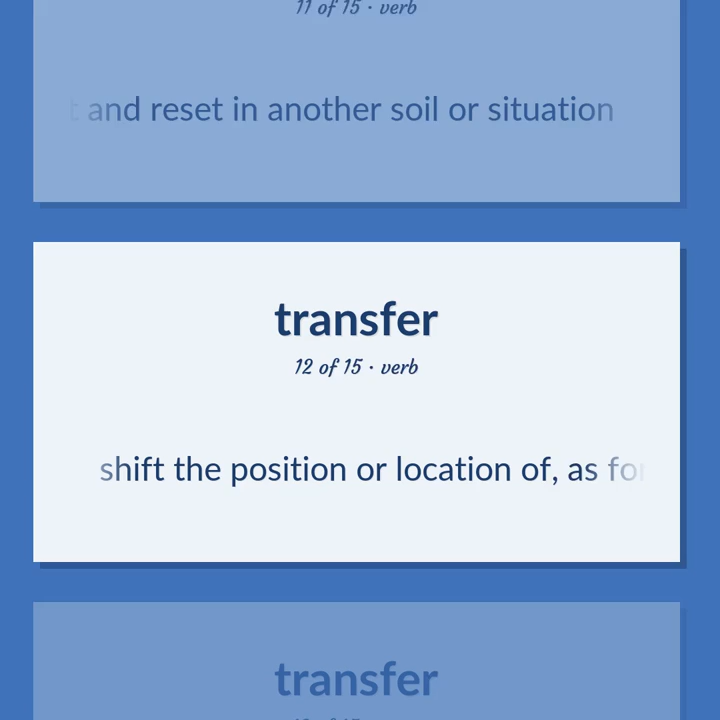 11 of 15 · verb
and reset in another soil or situation
transfer
12 of 15 · verb
shift the position or location of, as
transfer